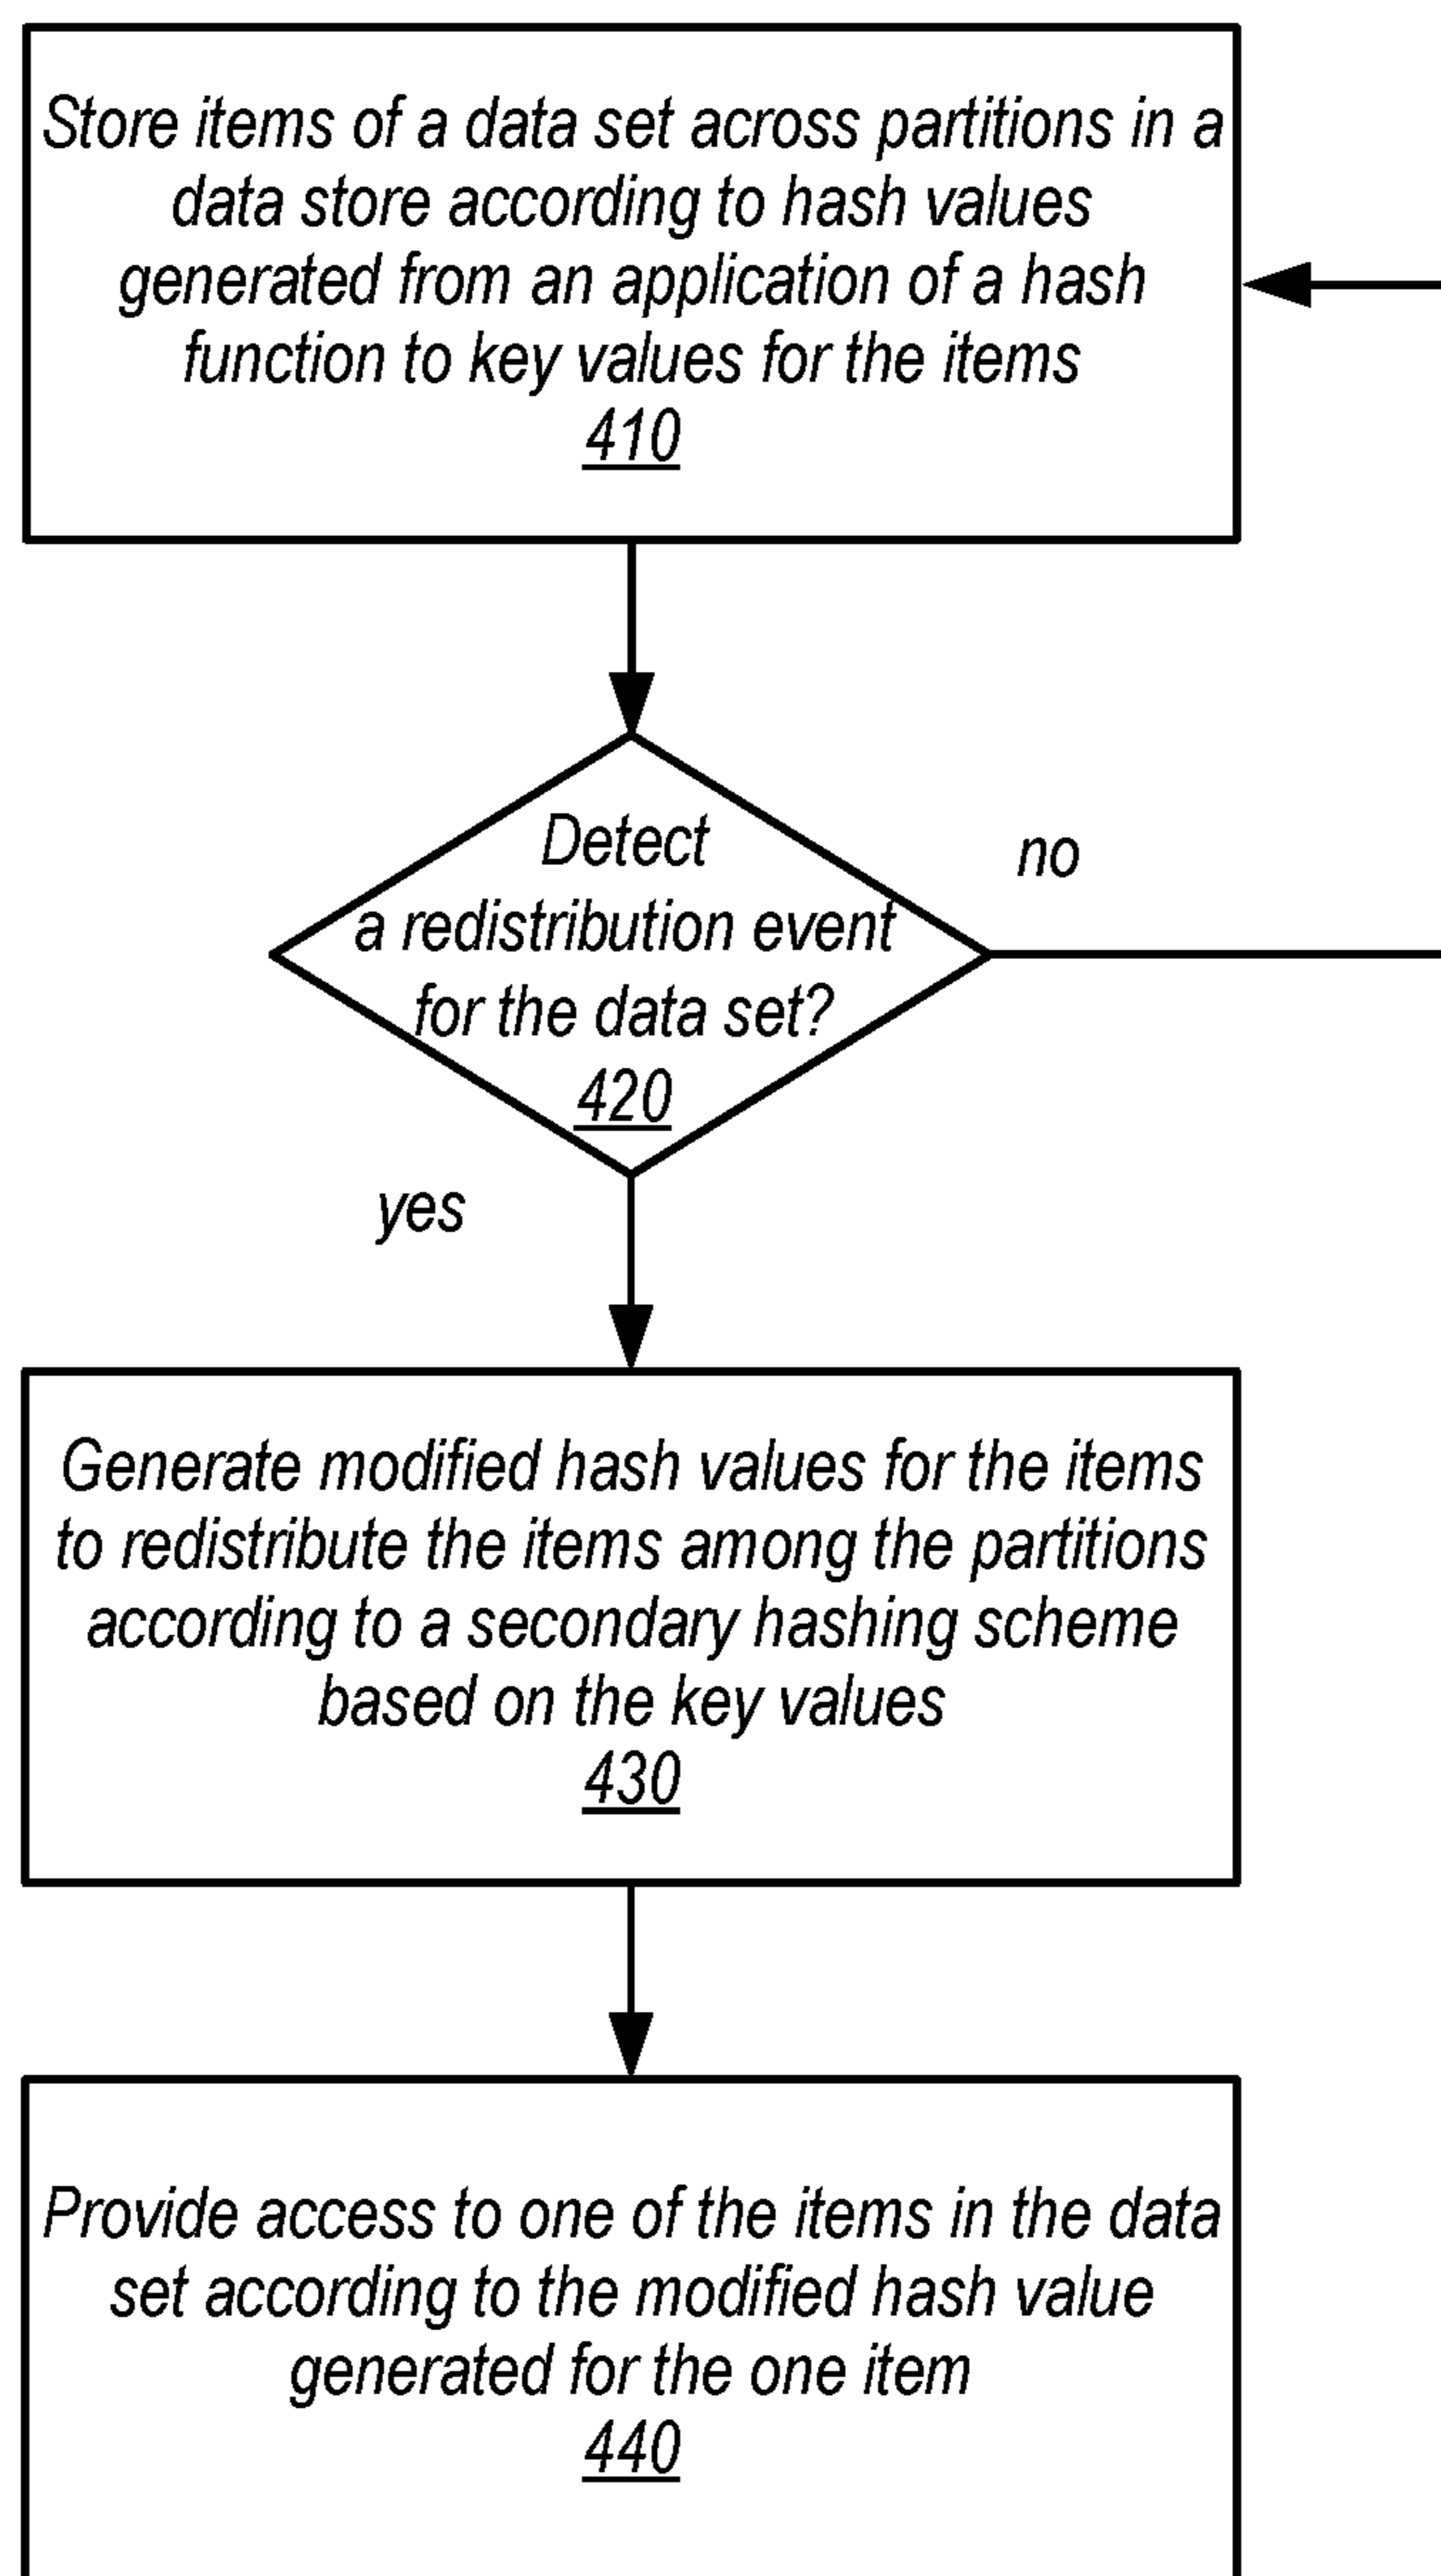 Store items of a data set across partitions in a
data store according to hash values
generated from an application of a hash
function to key values for the items
410
Detect
a redistribution event
for the data set?
420
no
yes
Generate modified hash values for the items
to redistribute the items among the partitions
according to a secondary hashing scheme
based on the key values
430
Provide access to one of the items in the data
set according to the modified hash value
generated for the one item
440